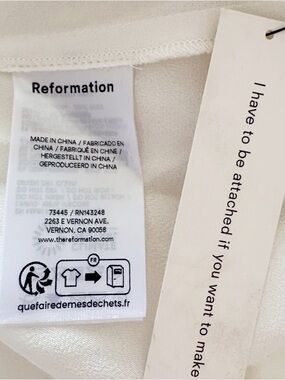 Reformation
MADE IN CHINA / FABRICADO EN
CHINA / FABRIQUÉ EN CHINE /
HERGESTELLT IN CHINA /
GEPRODUCEERD IN CHINA
73445 / RN143248
2263 E VERNON AVE.
VERNON, CA 90058
www.thereformation.com
FR
quefairedemesdechets.fr
I have to be attached if you want to make